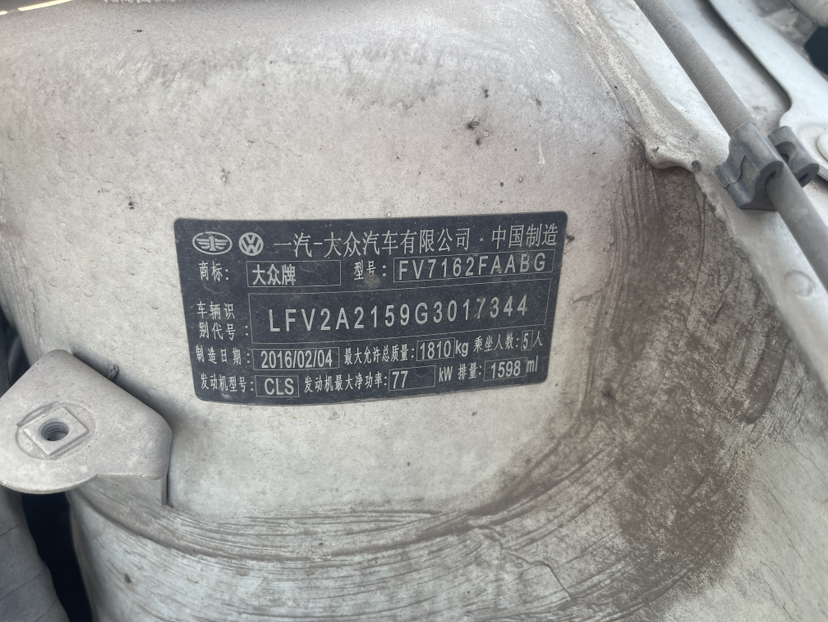 一汽-大众汽车有限公司·中国制造
商标: 大众牌 型号: FV7162FAABG
车辆识别代号: LFV2A2159G3017344
制造日期: 2016/02/04 最大允许总质量: 1810kg 乘坐人数: 5人
发动机型号: CLS 发动机最大净功率: 77 kW 排量: 1598 ml